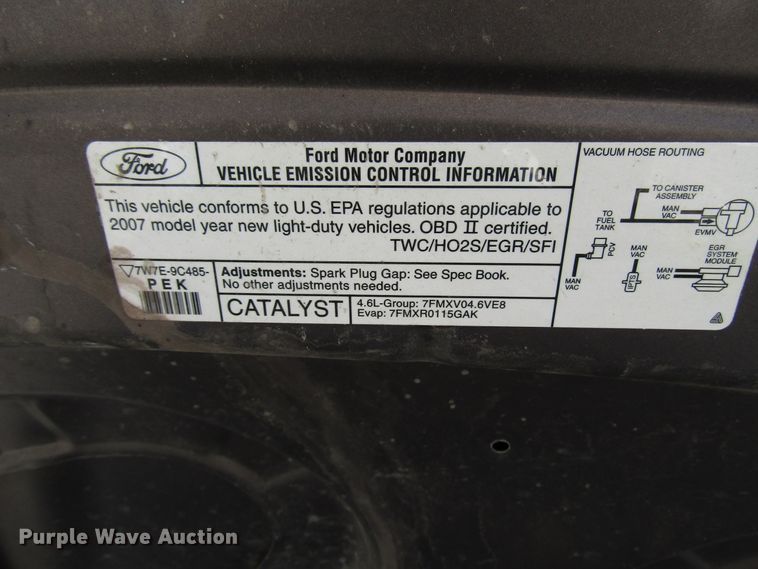 Ford
Ford Motor Company
VEHICLE EMISSION CONTROL INFORMATION
This vehicle conforms to U.S. EPA regulations applicable to
2007 model year new light-duty vehicles. OBD II certified.
TWC/HO2S/EGR/SFI
7W7E-9C485-
PEK
Adjustments: Spark Plug Gap: See Spec Book.
No other adjustments needed.
CATALYST
4.6L-Group: 7FMXV04.6VE8
Evap: 7FMXR0115GAK
VACUUM HOSE ROUTING
TO CANISTER
ASSEMBLY
TO
FUEL
TANK
MAN
VAC
EVMV
PCV
MAN
VAC
MAN
VAC
FPTS
EGR
SYSTEM
MODULE
MAN
VAC
Purple Wave Auction